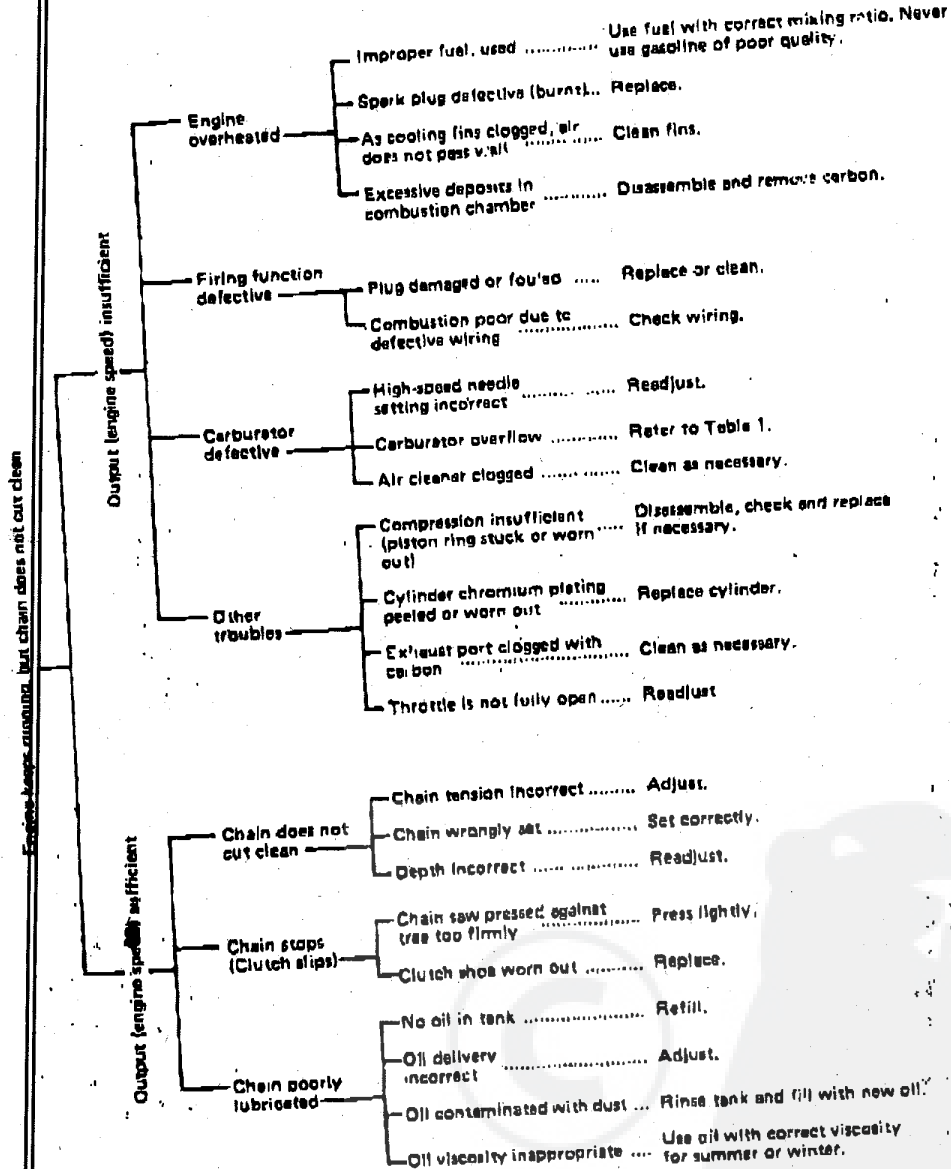 Engine keeps running, but chain does not cut clean
Output (engine speed) insufficient
Engine
overheated
Improper fuel, used ............ Use fuel with correct mixing ratio. Never
use gasoline of poor quality.
Spark plug defective (burnt)... Replace.
As cooling fins clogged, air
does not pass well ............ Clean fins.
Excessive deposits in
combustion chamber ............ Disassemble and remove carbon.
Firing function
defective
Plug damaged or fouled ..... Replace or clean.
Combustion poor due to
defective wiring ............ Check wiring.
Carburator
defective
High-speed needle
setting incorrect ............ Readjust.
Carburator overflow ............ Refer to Table 1.
Air cleaner clogged ............ Clean as necessary.
Other
troubles
Compression insufficient
(piston ring stuck or worn ..... Disassemble, check and replace
out) if necessary.
Cylinder chromium plating
peeled or worn out ............ Replace cylinder.
Exhaust port clogged with
carbon ............ Clean as necessary.
Throttle is not fully open ...... Readjust
Output (engine speed) sufficient
Chain does not
cut clean
Chain tension incorrect ......... Adjust.
Chain wrongly set ............ Set correctly.
Depth incorrect ............ Readjust.
Chain stops
(Clutch slips)
Chain saw pressed against
tree too firmly ............ Press lightly.
Clutch shoe worn out .......... Replace.
Chain poorly
lubricated
No oil in tank ............ Refill.
Oil delivery
incorrect ............ Adjust.
Oil contaminated with dust ... Rinse tank and fill with new oil.
Oil viscosity inappropriate .... Use oil with correct viscosity
for summer or winter.
©